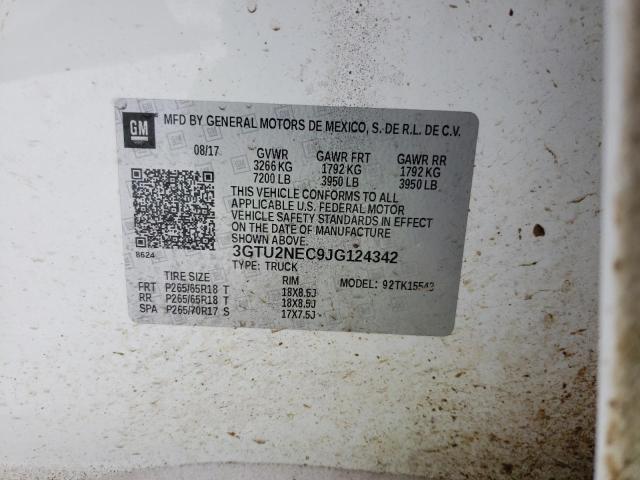 GM
MFD BY GENERAL MOTORS DE MEXICO, S. DE R.L. DE C.V.
08/17 GVWR GAWR FRT GAWR RR
3266 KG 1792 KG 1792 KG
7200 LB 3950 LB 3950 LB
THIS VEHICLE CONFORMS TO ALL
APPLICABLE U.S. FEDERAL MOTOR
VEHICLE SAFETY STANDARDS IN EFFECT
ON THE DATE OF MANUFACTURE
SHOWN ABOVE.
8624
3GTU2NEC9JG124342
TYPE: TRUCK
TIRE SIZE RIM MODEL: 92TK15543
FRT P265/65R18 T 18X8.5J
RR P265/65R18 T 18X8.5J
SPA P265/70R17 S 17X7.5J